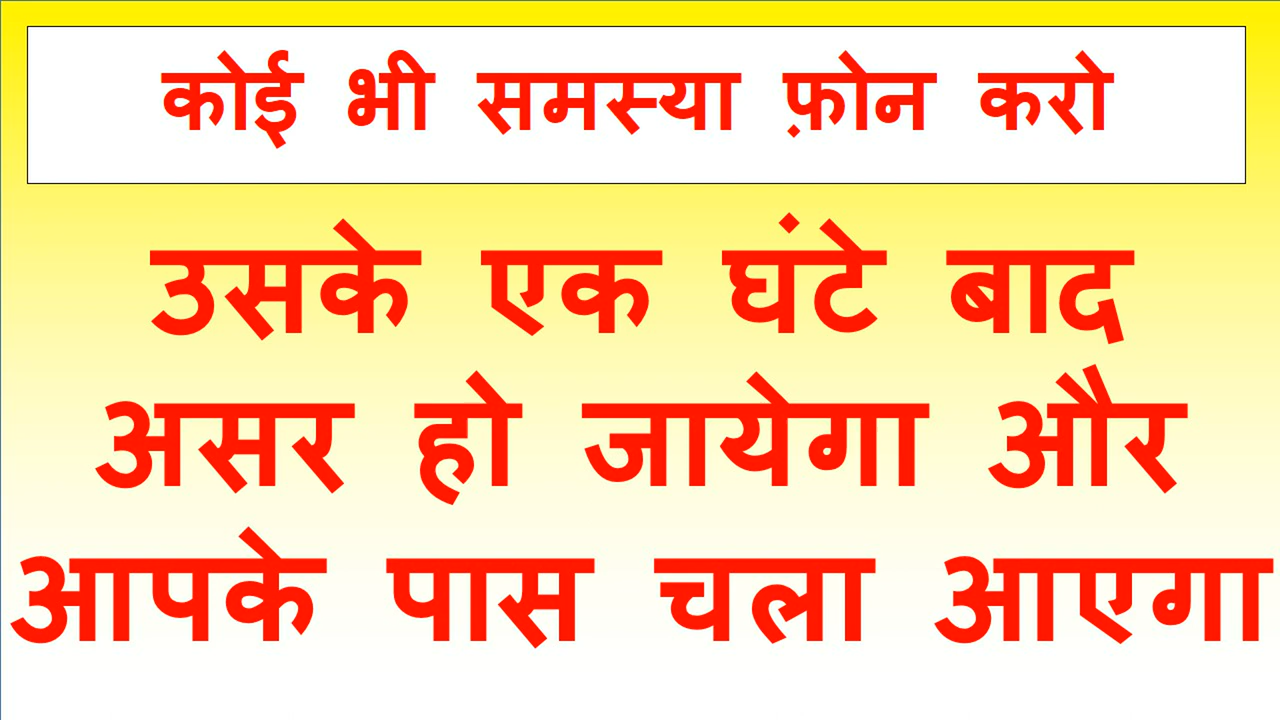 कोई भी समस्या फ़ोन करो
उसके एक घंटे बाद
असर हो जायेगा और
आपके पास चला आएगा